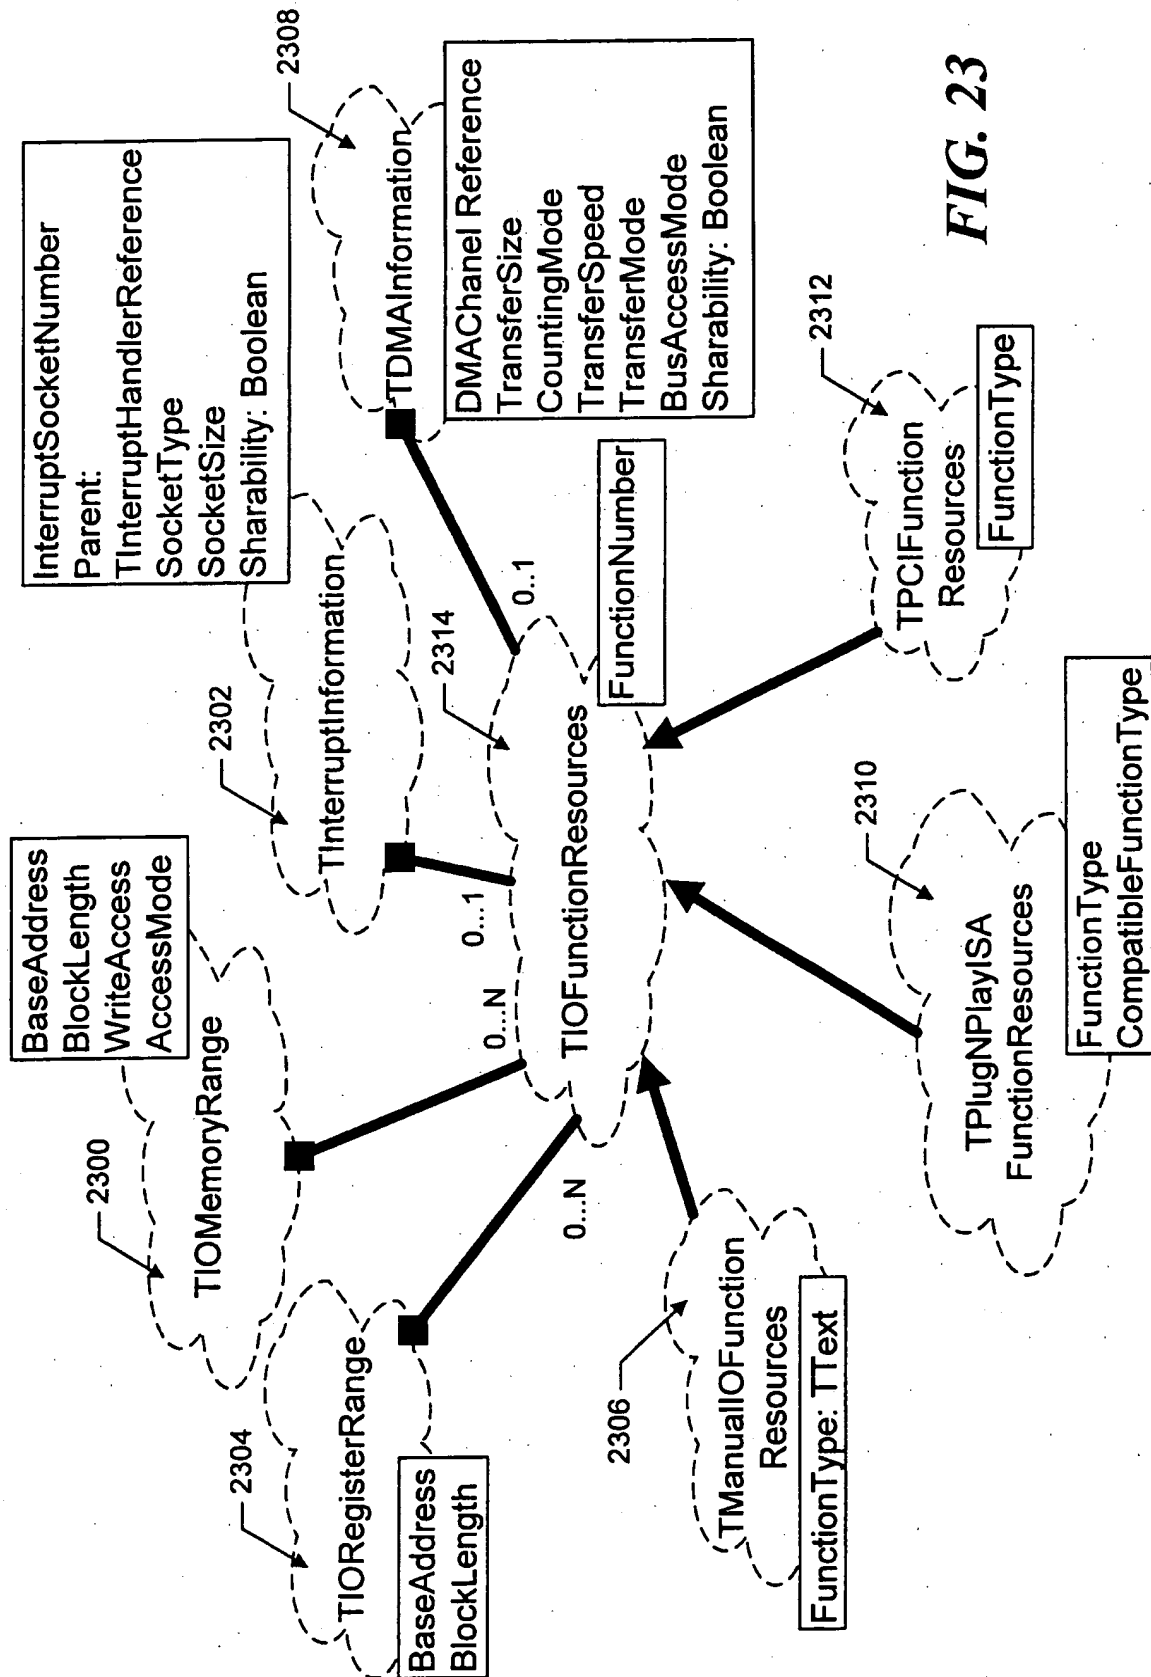 2304
TIORegisterRange
BaseAddress
BlockLength
2300
TIOMemoryRange
BaseAddress
BlockLength
WriteAccess
AccessMode
2302
TInterruptInformation
InterruptSocketNumber
Parent:
TInterruptHandlerReference
SocketType
SocketSize
Sharability: Boolean
2308
TDMAInformation
DMAChannel Reference
TransferSize
CountingMode
TransferSpeed
TransferMode
BusAccessMode
Sharability: Boolean
0...N
0...N
0...1
0..1
2314
TIOFunctionResources
FunctionNumber
2306
TManualIOFunction
Resources
FunctionType: TText
2310
TPlugNPlayISA
FunctionResources
FunctionType
CompatibleFunctionType
2312
TPCIFunction
Resources
FunctionType
FIG. 23